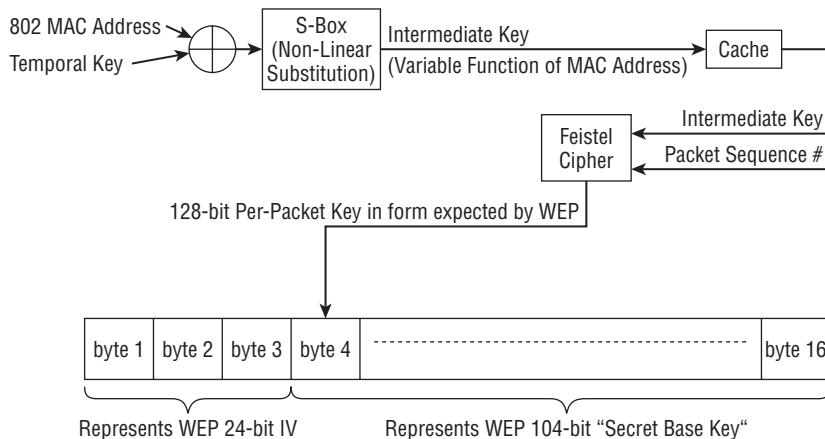 802 MAC Address
Temporal Key
S-Box
(Non-Linear
Substitution)
Intermediate Key
(Variable Function of MAC Address)
Cache
Intermediate Key
Packet Sequence #
Feistel
Cipher
128-bit Per-Packet Key in form expected by WEP
byte 1 byte 2 byte 3 byte 4 byte 16
Represents WEP 24-bit IV
Represents WEP 104-bit “Secret Base Key“